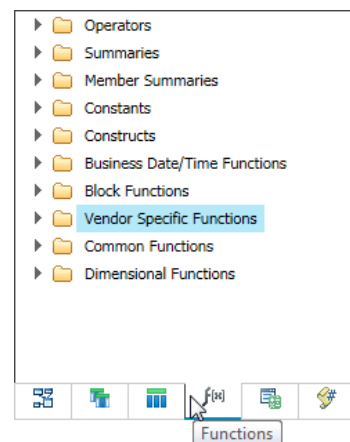 Operators
Summaries
Member Summaries
Constants
Constructs
Business Date/Time Functions
Block Functions
Vendor Specific Functions
Common Functions
Dimensional Functions
f(x)
Functions